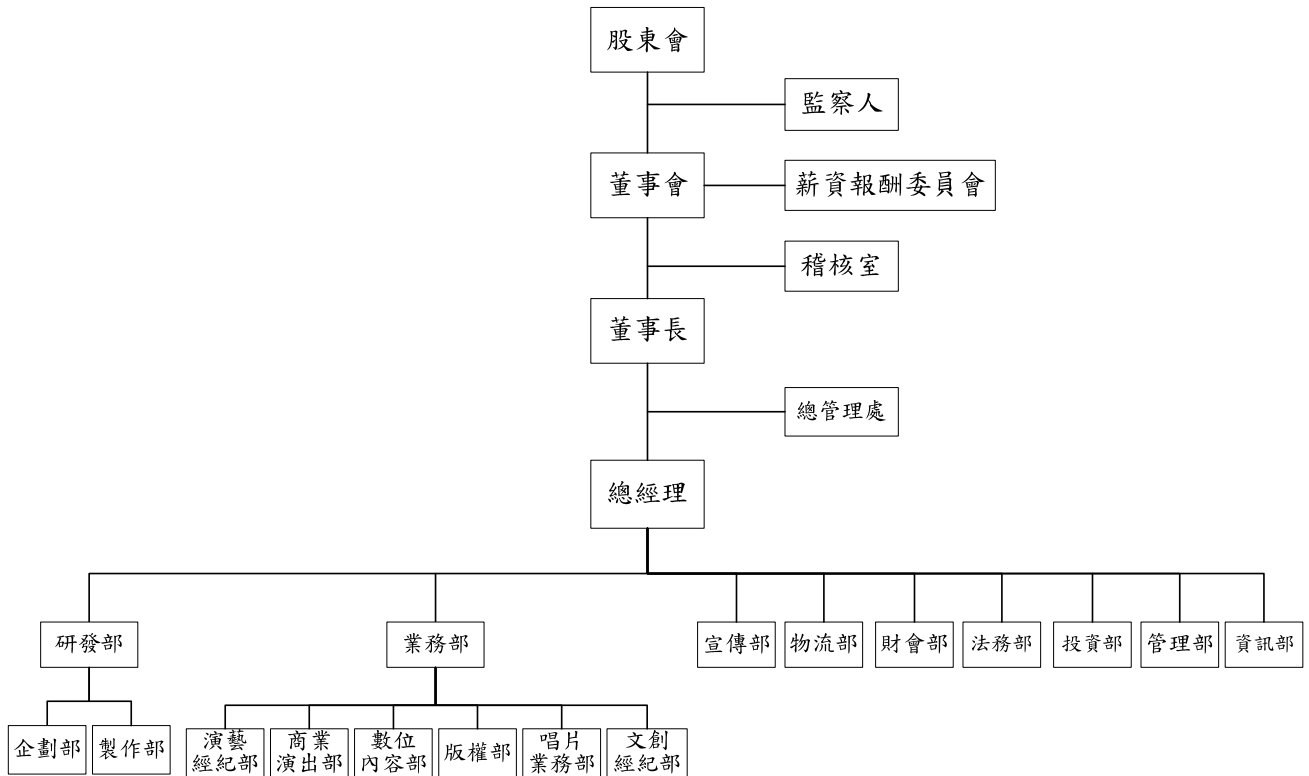 股東會
監察人
董事會
薪資報酬委員會
稽核室
董事長
總管理處
總經理
研發部
業務部
宣傳部
物流部
財會部
法務部
投資部
管理部
資訊部
企劃部
製作部
演藝
經紀部
商業
演出部
數位
內容部
版權部
唱片
業務部
文創
經紀部